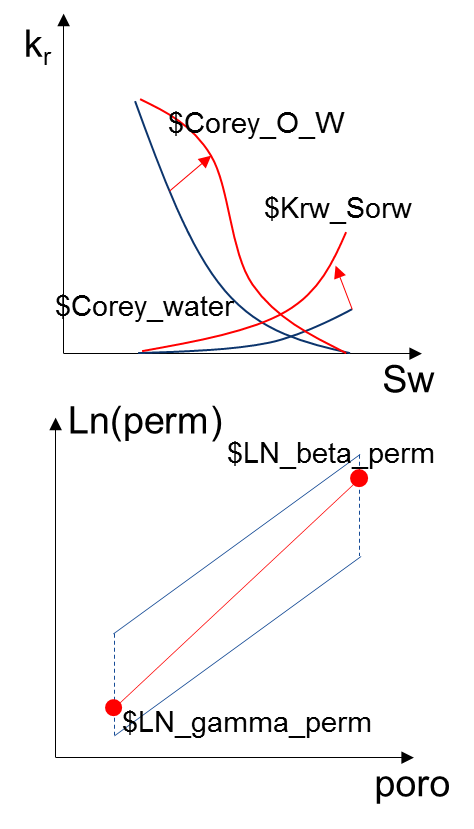 kr
$Corey_O_W
$Krw_Sorw
$Corey_water
Sw
Ln(perm)
$LN_beta_perm
$LN_gamma_perm
poro